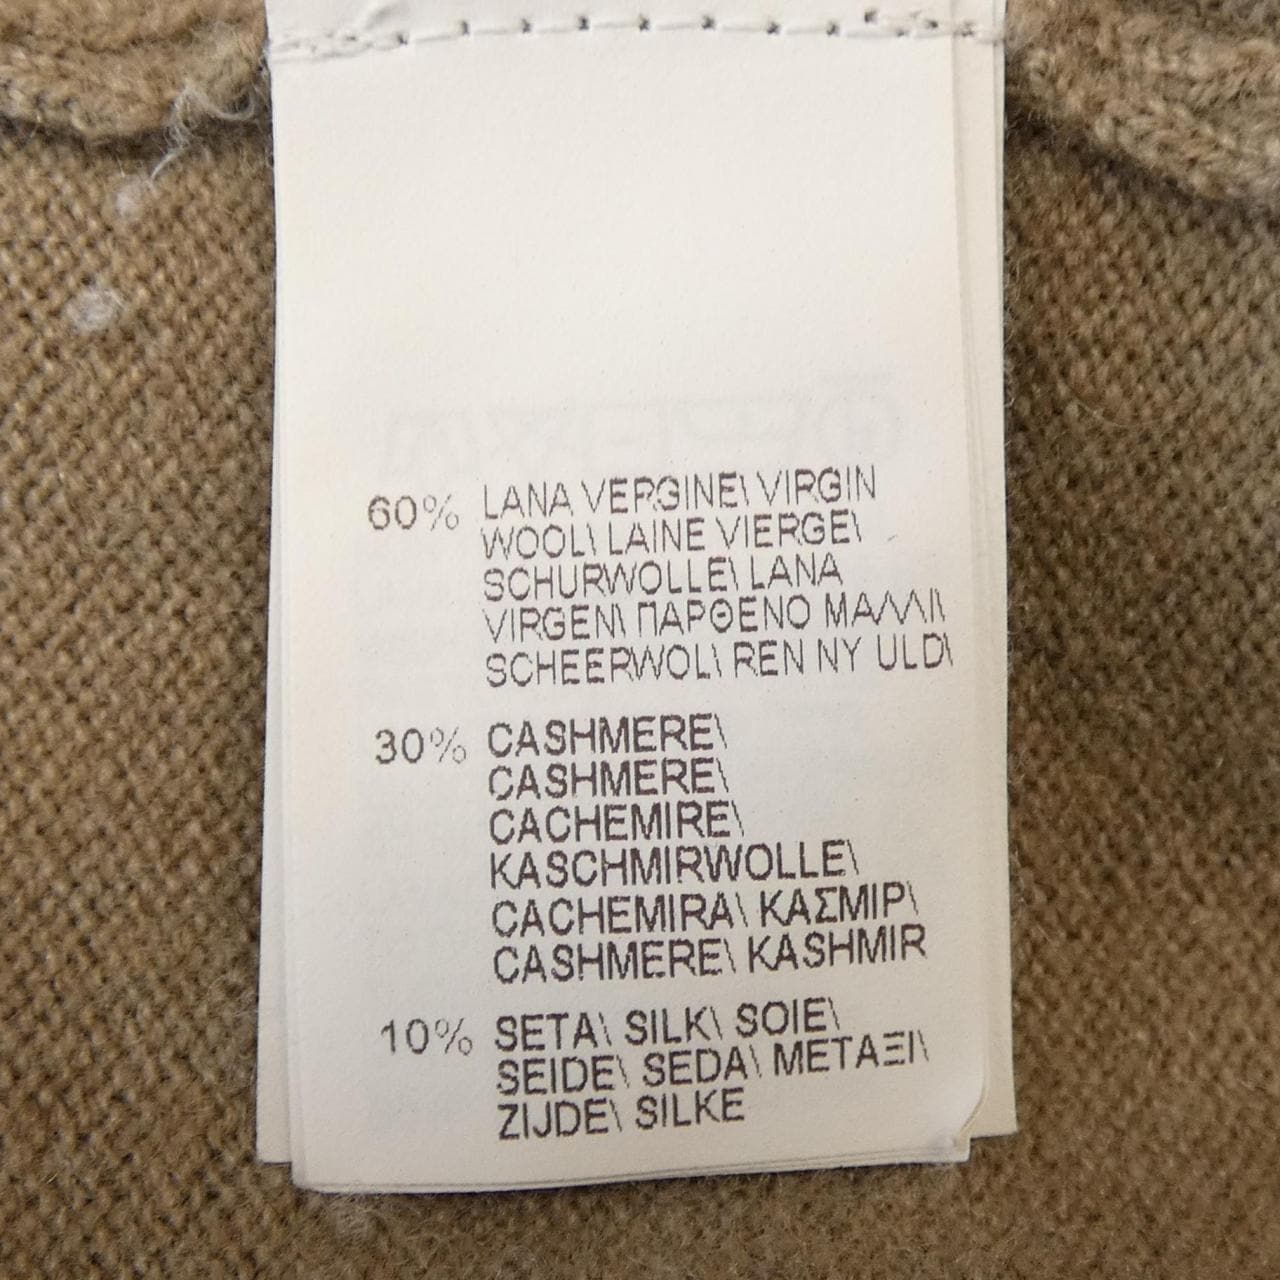 60% LANA VERGINE\ VIRGIN
WOOL\ LAINE VIERGE\
SCHURWOLLE\ LANA
VIRGEN\ ΠΑΡΘΕΝΟ ΜΑΛΛΙ\
SCHEERWOL\ REN NY ULD\
30% CASHMERE\
CASHMERE\
CACHEMIRE\
KASCHMIRWOLLE\
CACHEMIRA\ ΚΑΣΜΙΡ\
CASHMERE\ KASHMIR
10% SETA\ SILK\ SOIE\
SEIDE\ SEDA\ ΜΕΤΑΞΙ\
ZIJDE\ SILKE